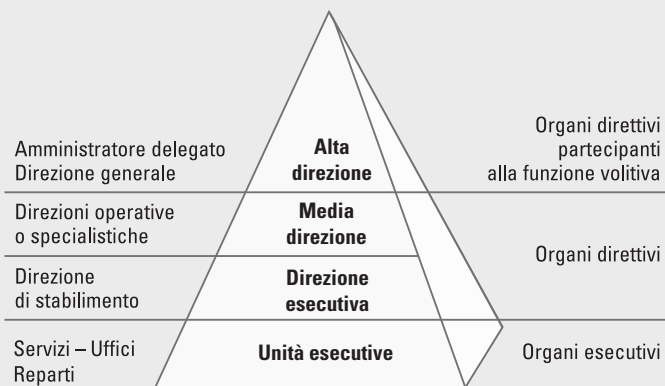 Amministratore delegato
Direzione generale
Alta
direzione
Organi direttivi
partecipanti
alla funzione volitiva
Direzioni operative
o specialistiche
Media
direzione
Organi direttivi
Direzione
di stabilimento
Direzione
esecutiva
Servizi – Uffici
Reparti
Unità esecutive
Organi esecutivi